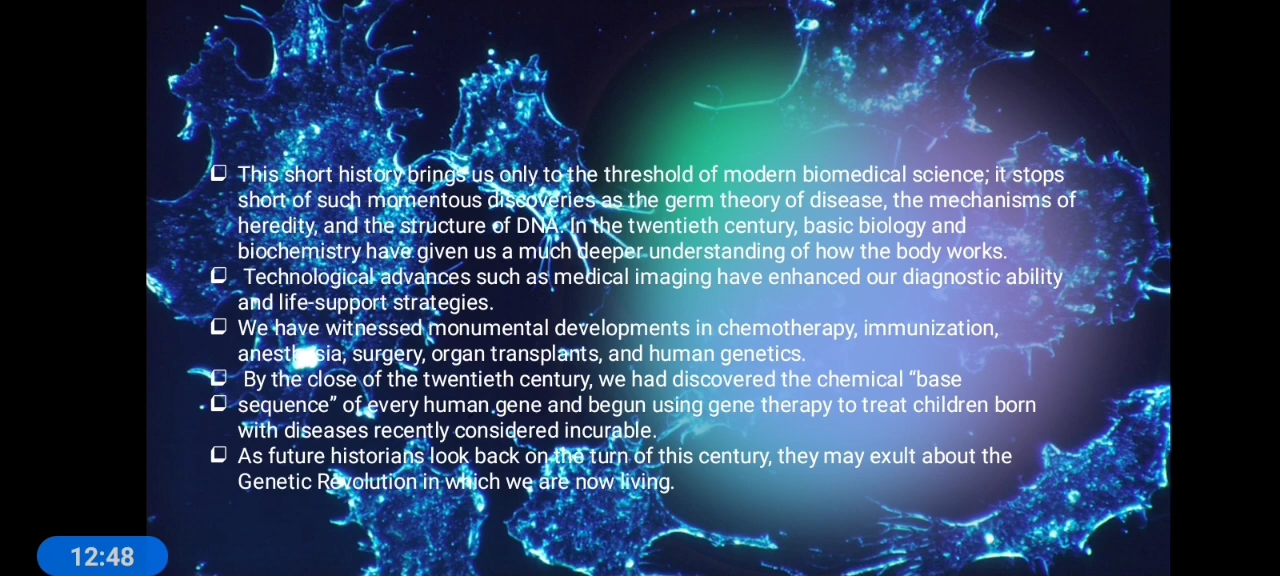 ❑ This short history brings us only to the threshold of modern biomedical science; it stops
short of such momentous discoveries as the germ theory of disease, the mechanisms of
heredity, and the structure of DNA. In the twentieth century, basic biology and
biochemistry have given us a much deeper understanding of how the body works.
❑ Technological advances such as medical imaging have enhanced our diagnostic ability
and life-support strategies.
❑ We have witnessed monumental developments in chemotherapy, immunization,
anesthesia, surgery, organ transplants, and human genetics.
❑ By the close of the twentieth century, we had discovered the chemical “base
❑ sequence” of every human gene and begun using gene therapy to treat children born
with diseases recently considered incurable.
❑ As future historians look back on the turn of this century, they may exult about the
Genetic Revolution in which we are now living.
12:48